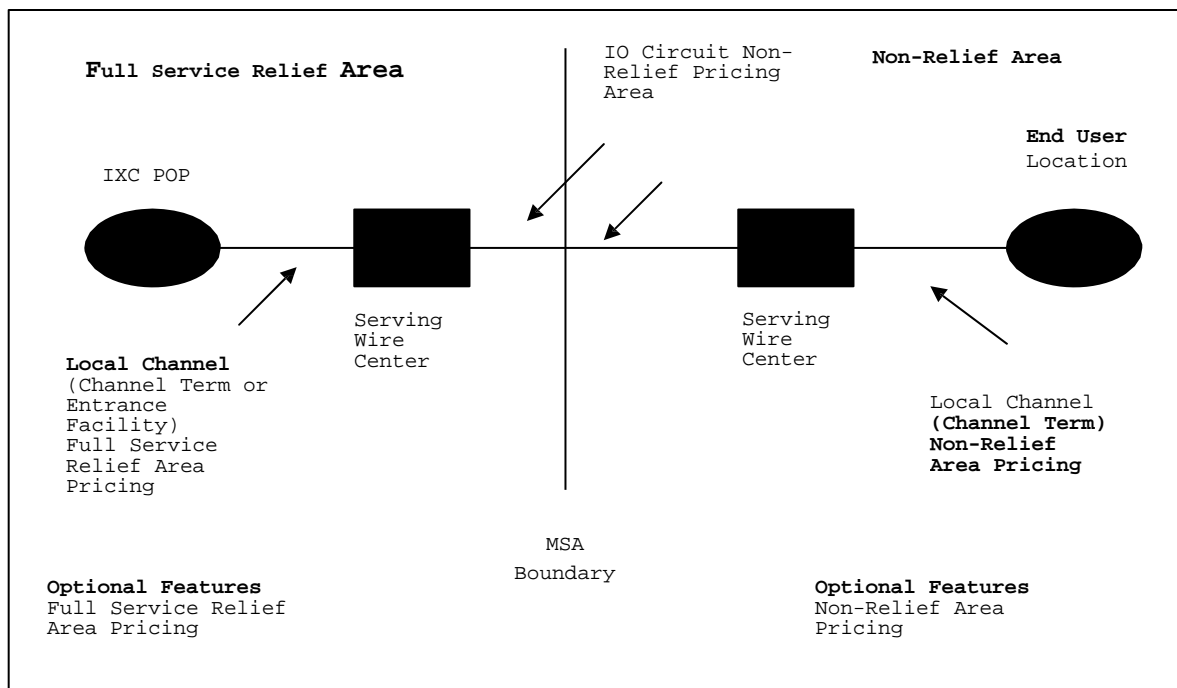 Full Service Relief Area
IO Circuit Non-
Relief Pricing
Area
Non-Relief Area
End User
Location
IXC POP
Serving
Wire
Center
Serving
Wire
Center
Local Channel
(Channel Term or
Entrance
Facility)
Full Service
Relief Area
Pricing
Local Channel
(Channel Term)
Non-Relief
Area Pricing
MSA
Boundary
Optional Features
Full Service Relief
Area Pricing
Optional Features
Non-Relief Area
Pricing